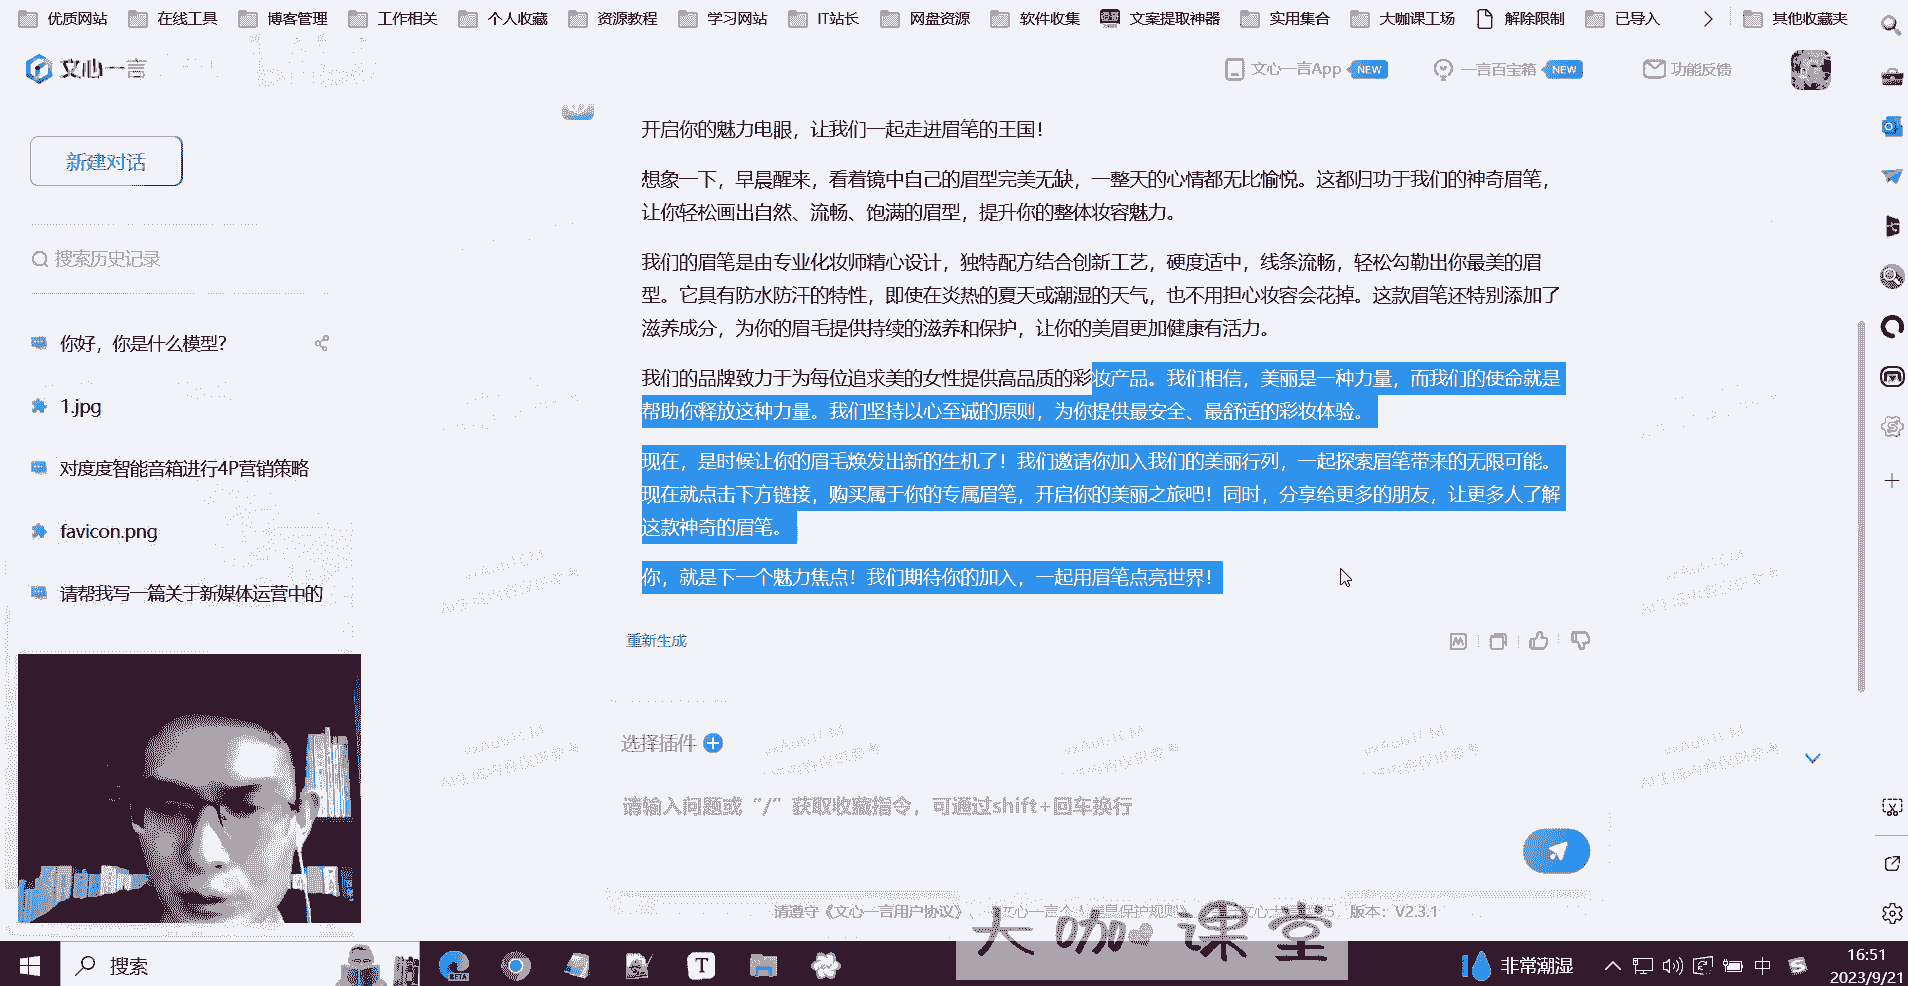 优质网站 在线工具 博客管理 工作相关 个人收藏 资源教程 学习网站 IT站长 网盘资源 软件收集 文案提取神器 实用集合 大咖课工场 解除限制 已导入 其他收藏夹
文心一言 文心一言App NEW 一言百宝箱 NEW 功能反馈
新建对话
搜索历史记录
你好，你是什么模型？
1.jpg
对度度智能音箱进行4P营销策略
favicon.png
请帮我写一篇关于新媒体运营中的
开启你的魅力电眼，让我们一起走进眉笔的王国！
想象一下，早晨醒来，看着镜中自己的眉型完美无缺，一整天的心情都无比愉悦。这都归功于我们的神奇眉笔，
让你轻松画出自然、流畅、饱满的眉型，提升你的整体妆容魅力。
我们的眉笔是由专业化妆师精心设计，独特配方结合创新工艺，硬度适中，线条流畅，轻松勾勒出你最美的眉
型。它具有防水防汗的特性，即使在炎热的夏天或潮湿的天气，也不用担心妆容会花掉。这款眉笔还特别添加了
滋养成分，为你的眉毛提供持续的滋养和保护，让你的美眉更加健康有活力。
我们的品牌致力于为每位追求美的女性提供高品质的彩妆产品。我们相信，美丽是一种力量，而我们的使命就是
帮助你释放这种力量。我们坚持以心至诚的原则，为你提供最安全、最舒适的彩妆体验。
现在，是时候让你的眉毛焕发出新的生机了！我们邀请你加入我们的美丽行列，一起探索眉笔带来的无限可能。
现在就点击下方链接，购买属于你的专属眉笔，开启你的美丽之旅吧！同时，分享给更多的朋友，让更多人了解
这款神奇的眉笔。
你，就是下一个魅力焦点！我们期待你的加入，一起用眉笔点亮世界！
重新生成
选择插件
请输入问题或“/”获取收藏指令，可通过shift+回车换行
请遵守《文心一言用户协议》 版本：V2.3.1
大咖课堂
搜索 BETA T 非常潮湿 中 16:51
2023/9/21